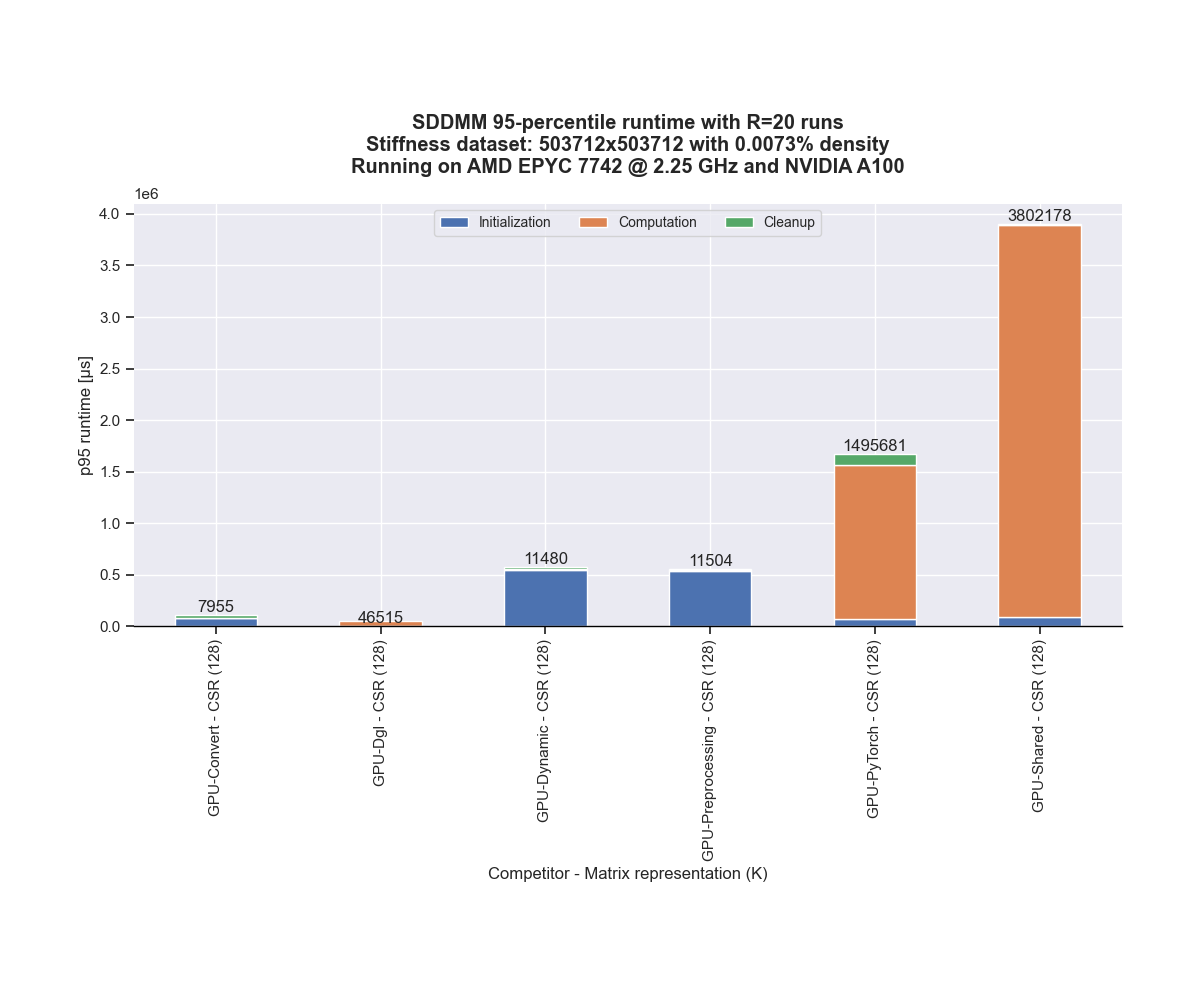 SDDMM 95-percentile runtime with R=20 runs
Stiffness dataset: 503712x503712 with 0.0073% density
Running on AMD EPYC 7742 @ 2.25 GHz and NVIDIA A100
1e6
Initialization Computation Cleanup
4.0
3.5
3.0
2.5
2.0
1.5
1.0
0.5
0.0
p95 runtime [µs]
7955
46515
11480
11504
1495681
3802178
GPU-Convert - CSR (128)
GPU-Dgl - CSR (128)
GPU-Dynamic - CSR (128)
GPU-Preprocessing - CSR (128)
GPU-PyTorch - CSR (128)
GPU-Shared - CSR (128)
Competitor - Matrix representation (K)